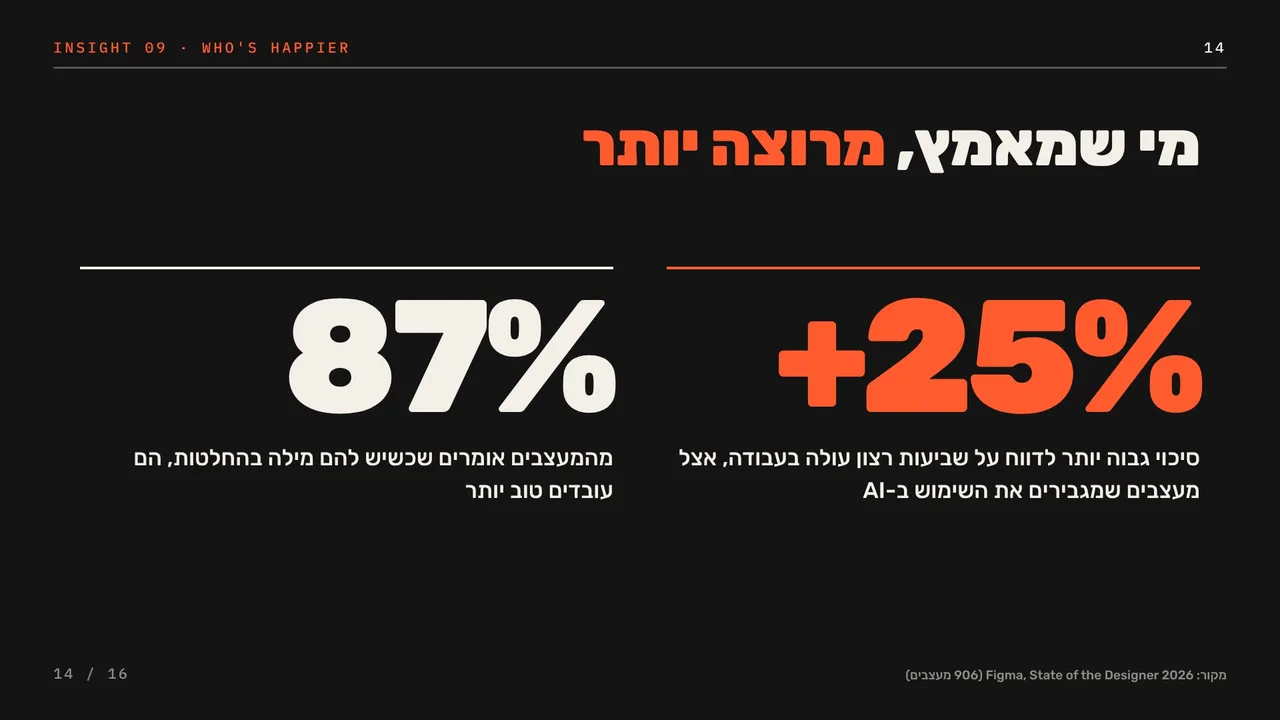 INSIGHT 09 · WHO'S HAPPIER
14
מי שמאמץ, מרוצה יותר
+25%
סיכוי גבוה יותר לדווח על שביעות רצון עולה בעבודה, אצל
מעצבים שמגבירים את השימוש ב-AI
87%
מהמעצבים אומרים שכשיש להם מילה בהחלטות, הם
עובדים טוב יותר
מקור: Figma, State of the Designer 2026 (906 מעצבים)
14 / 16